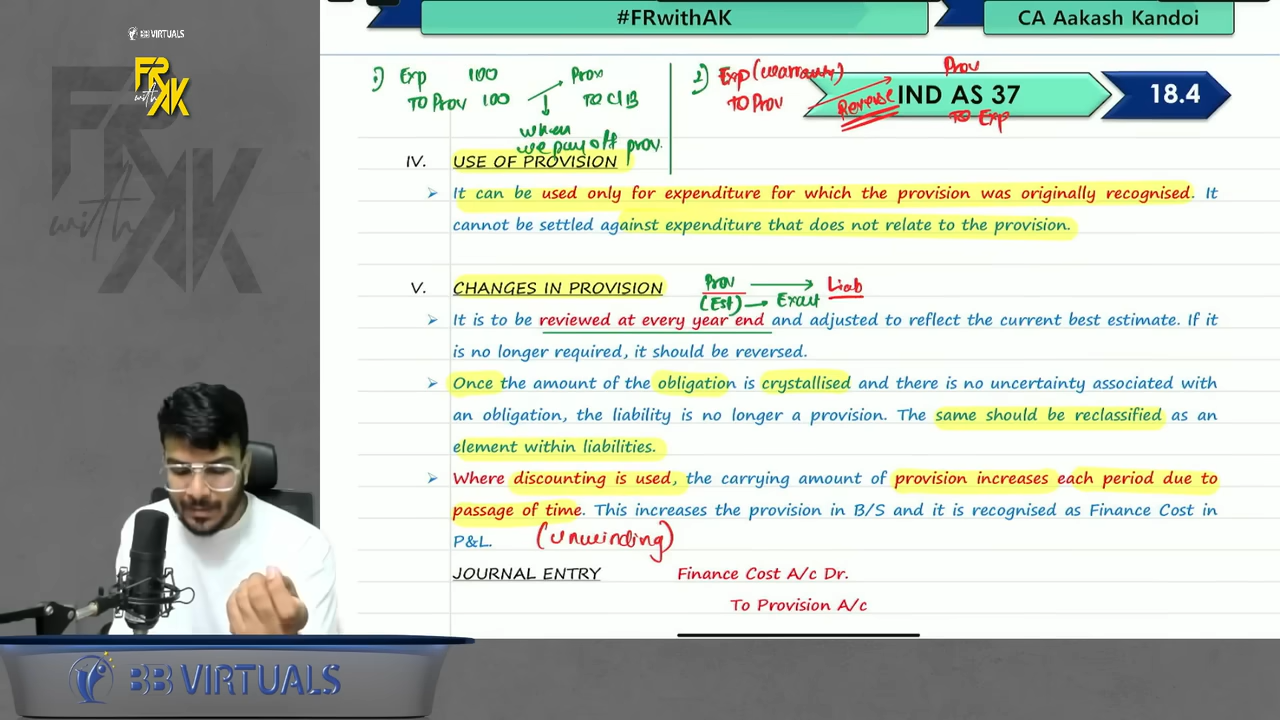 #FRwithAK
CA Aakash Kandoi
BB VIRTUALS
FR with AK
FR with AK
IND AS 37
18.4
1) Exp 100
To Prov 100
Prov
To C/B
when
we pay off prov.
2) Exp (warranty)
To Prov
Reverse
Prov
To Exp
IV. USE OF PROVISION
➢ It can be used only for expenditure for which the provision was originally recognised. It
cannot be settled against expenditure that does not relate to the provision.
V. CHANGES IN PROVISION
Prov → Liab
(Est) → Exact
➢ It is to be reviewed at every year end and adjusted to reflect the current best estimate. If it
is no longer required, it should be reversed.
➢ Once the amount of the obligation is crystallised and there is no uncertainty associated with
an obligation, the liability is no longer a provision. The same should be reclassified as an
element within liabilities.
➢ Where discounting is used, the carrying amount of provision increases each period due to
passage of time. This increases the provision in B/S and it is recognised as Finance Cost in
P&L. (unwinding)
JOURNAL ENTRY Finance Cost A/c Dr.
To Provision A/c
BB VIRTUALS